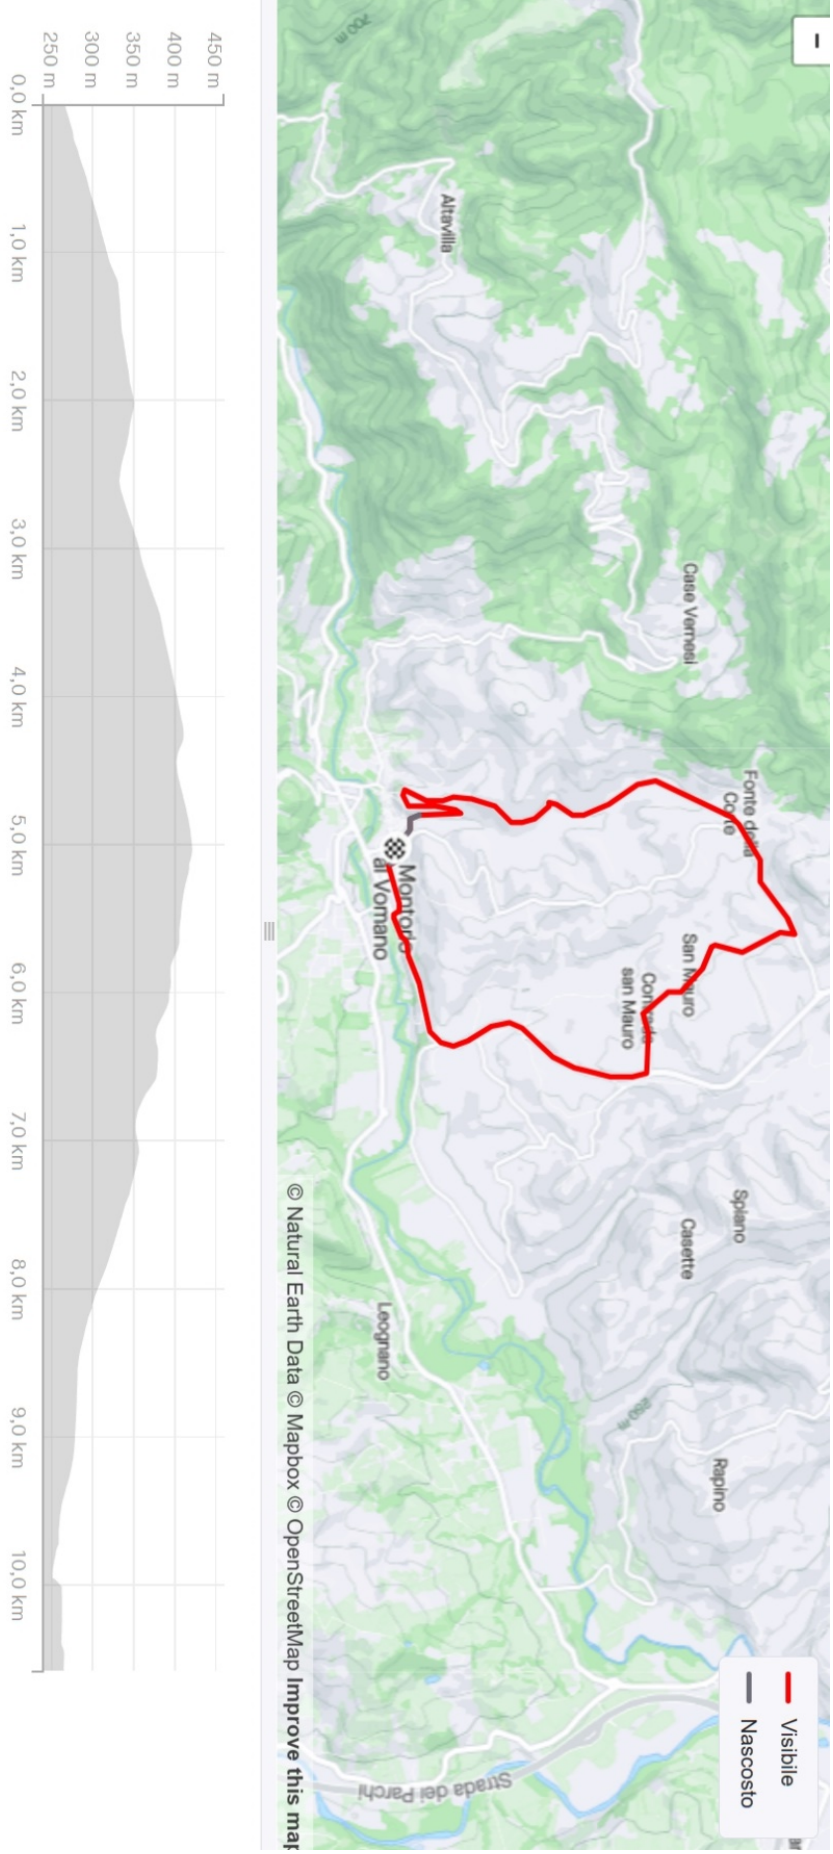 -
Visibile
Nascosto
700 m
Altavilla
Case Vernesi
Fonte della
Corte
San Mauro
Contrada
san Mauro
Montorio
al Vomano
Spiano
Casette
Leognano
Rapino
Strada dei Parchi
© Natural Earth Data © Mapbox © OpenStreetMap Improve this map
450 m
400 m
350 m
300 m
250 m
0,0 km
1,0 km
2,0 km
3,0 km
4,0 km
5,0 km
6,0 km
7,0 km
8,0 km
9,0 km
10,0 km